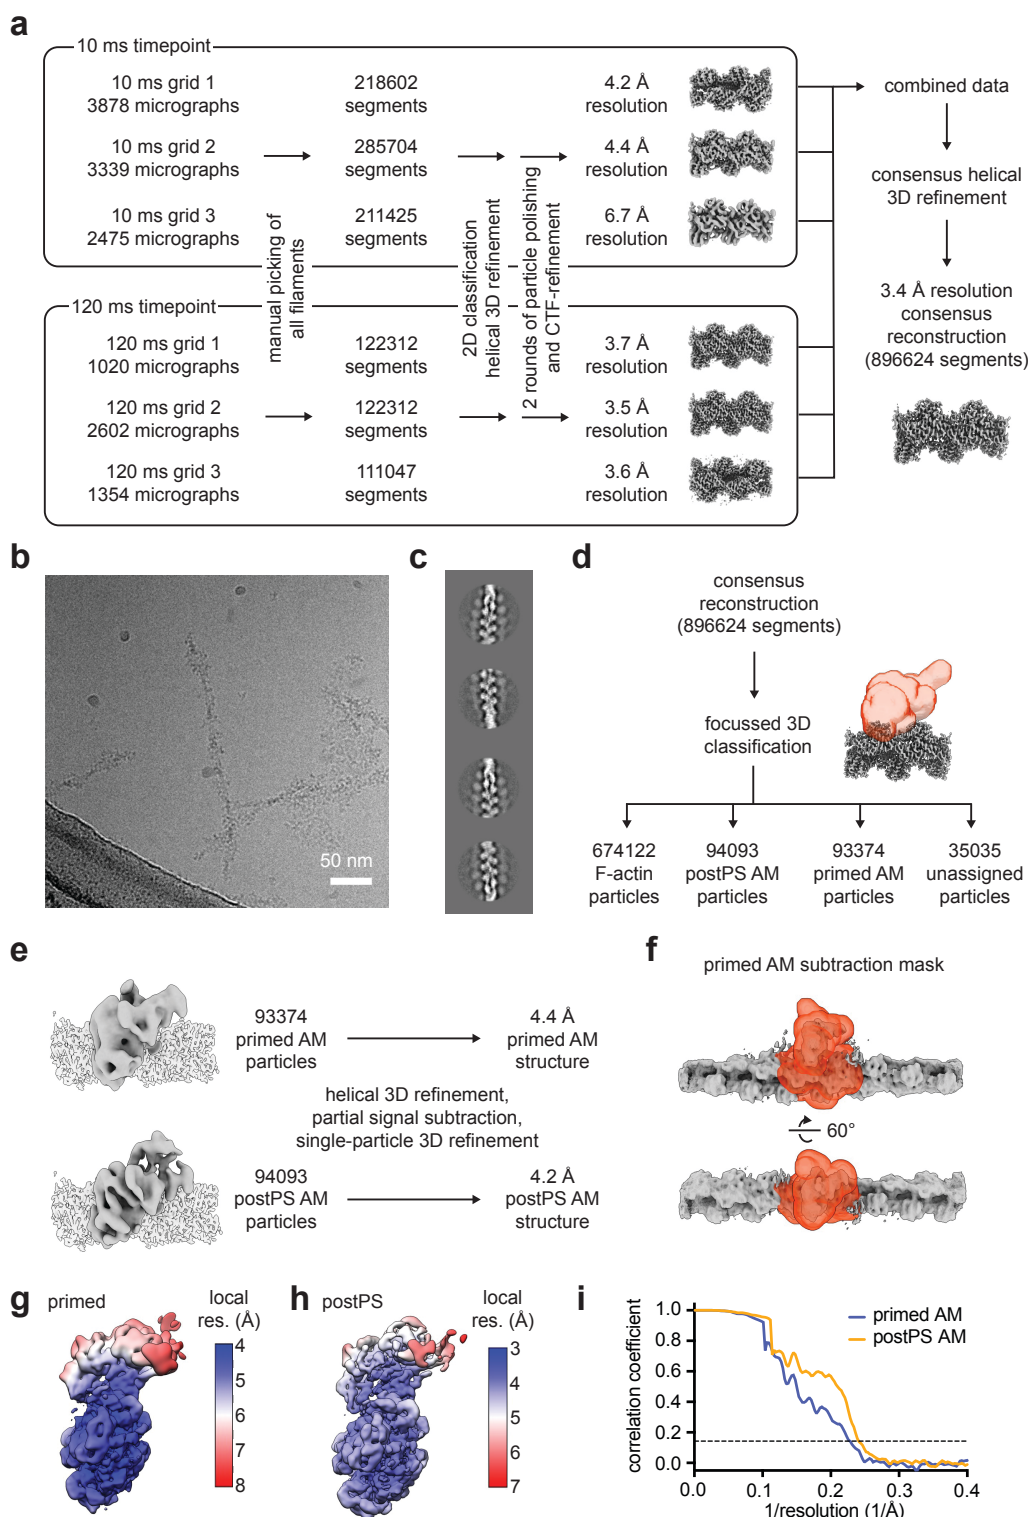 a
10 ms timepoint
10 ms grid 1
3878 micrographs
218602
segments
4.2 Å
resolution
10 ms grid 2
3339 micrographs
285704
segments
4.4 Å
resolution
10 ms grid 3
2475 micrographs
211425
segments
6.7 Å
resolution
manual picking of
all filaments
2D classification
helical 3D refinement
2 rounds of particle polishing
and CTF-refinement
120 ms timepoint
120 ms grid 1
1020 micrographs
122312
segments
3.7 Å
resolution
120 ms grid 2
2602 micrographs
122312
segments
3.5 Å
resolution
120 ms grid 3
1354 micrographs
111047
segments
3.6 Å
resolution
combined data
consensus helical
3D refinement
3.4 Å resolution
consensus
reconstruction
(896624 segments)
b
50 nm
c
d
consensus
reconstruction
(896624 segments)
focussed 3D
classification
674122
F-actin
particles
94093
postPS AM
particles
93374
primed AM
particles
35035
unassigned
particles
e
93374
primed AM
particles
4.4 Å
primed AM
structure
helical 3D refinement,
partial signal subtraction,
single-particle 3D refinement
94093
postPS AM
particles
4.2 Å
postPS AM
structure
f
primed AM subtraction mask
60°
g
primed
local
res. (Å)
4
5
6
7
8
h
postPS
local
res. (Å)
3
4
5
6
7
i
correlation coefficient
1.0
0.8
0.6
0.4
0.2
0.0
primed AM
postPS AM
0.0
0.1
0.2
0.3
0.4
1/resolution (1/Å)